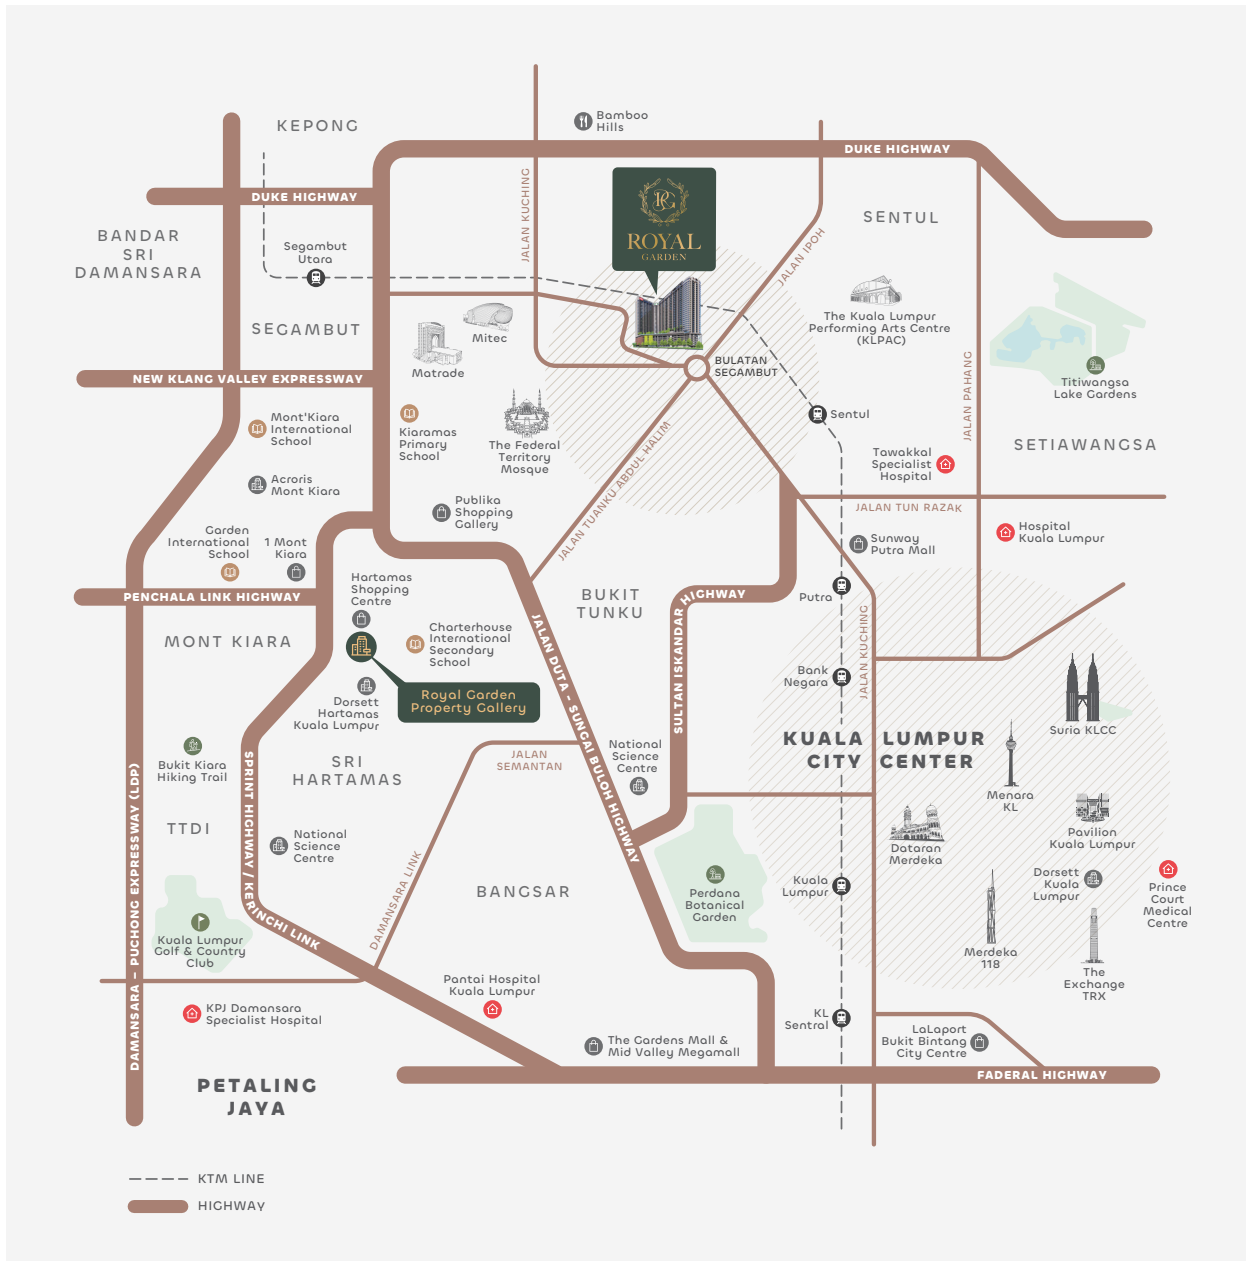 KEPONG
Bamboo
Hills
DUKE HIGHWAY
DUKE HIGHWAY
JALAN KUCHING
RG
ROYAL
GARDEN
SENTUL
BANDAR
SRI
DAMANSARA
Segambut
Utara
JALAN IPOH
SEGAMBUT
Mitec
Matrade
The Kuala Lumpur
Performing Arts Centre
(KLPAC)
BULATAN
SEGAMBUT
NEW KLANG VALLEY EXPRESSWAY
JALAN PAHANG
Titiwangsa
Lake Gardens
Mont'Kiara
International
School
Kiaramas
Primary
School
The Federal
Territory
Mosque
Sentul
SETIAWANGSA
JALAN TUANKU ABDUL HALIM
Tawakkal
Specialist
Hospital
Acroris
Mont Kiara
Publika
Shopping
Gallery
JALAN TUN RAZAK
Garden
International
School
1 Mont
Kiara
Sunway
Putra Mall
Hospital
Kuala Lumpur
Hartamas
Shopping
Centre
PENCHALA LINK HIGHWAY
BUKIT
TUNKU
SULTAN ISKANDAR HIGHWAY
Putra
MONT KIARA
Charterhouse
International
Secondary
School
JALAN DUTA - SUNGAI BULOH HIGHWAY
JALAN KUCHING
Bank
Negara
Royal Garden
Property Gallery
Dorsett
Hartamas
Kuala Lumpur
Suria KLCC
KUALA LUMPUR
CITY CENTER
Bukit Kiara
Hiking Trail
SRI
HARTAMAS
JALAN
SEMANTAN
National
Science
Centre
Menara
KL
DAMANSARA - PUCHONG EXPRESSWAY (LDP)
SPRINT HIGHWAY / KERINCHI LINK
TTDI
National
Science
Centre
Dataran
Merdeka
Pavilion
Kuala Lumpur
DAMANSARA LINK
BANGSAR
Perdana
Botanical
Garden
Kuala
Lumpur
Dorsett
Kuala
Lumpur
Prince
Court
Medical
Centre
Kuala Lumpur
Golf & Country
Club
Merdeka
118
The
Exchange
TRX
Pantai Hospital
Kuala Lumpur
KPJ Damansara
Specialist Hospital
KL
Sentral
The Gardens Mall &
Mid Valley Megamall
LaLaport
Bukit Bintang
City Centre
FADERAL HIGHWAY
PETALING
JAYA
KTM LINE
HIGHWAY